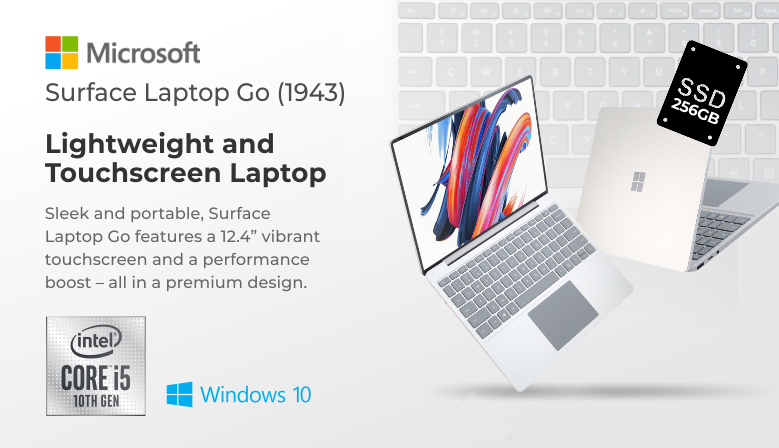 Microsoft
Surface Laptop Go (1943)
Lightweight and
Touchscreen Laptop
Sleek and portable, Surface
Laptop Go features a 12.4” vibrant
touchscreen and a performance
boost – all in a premium design.
intel
CORE i5
10TH GEN
Windows 10
SSD
256GB